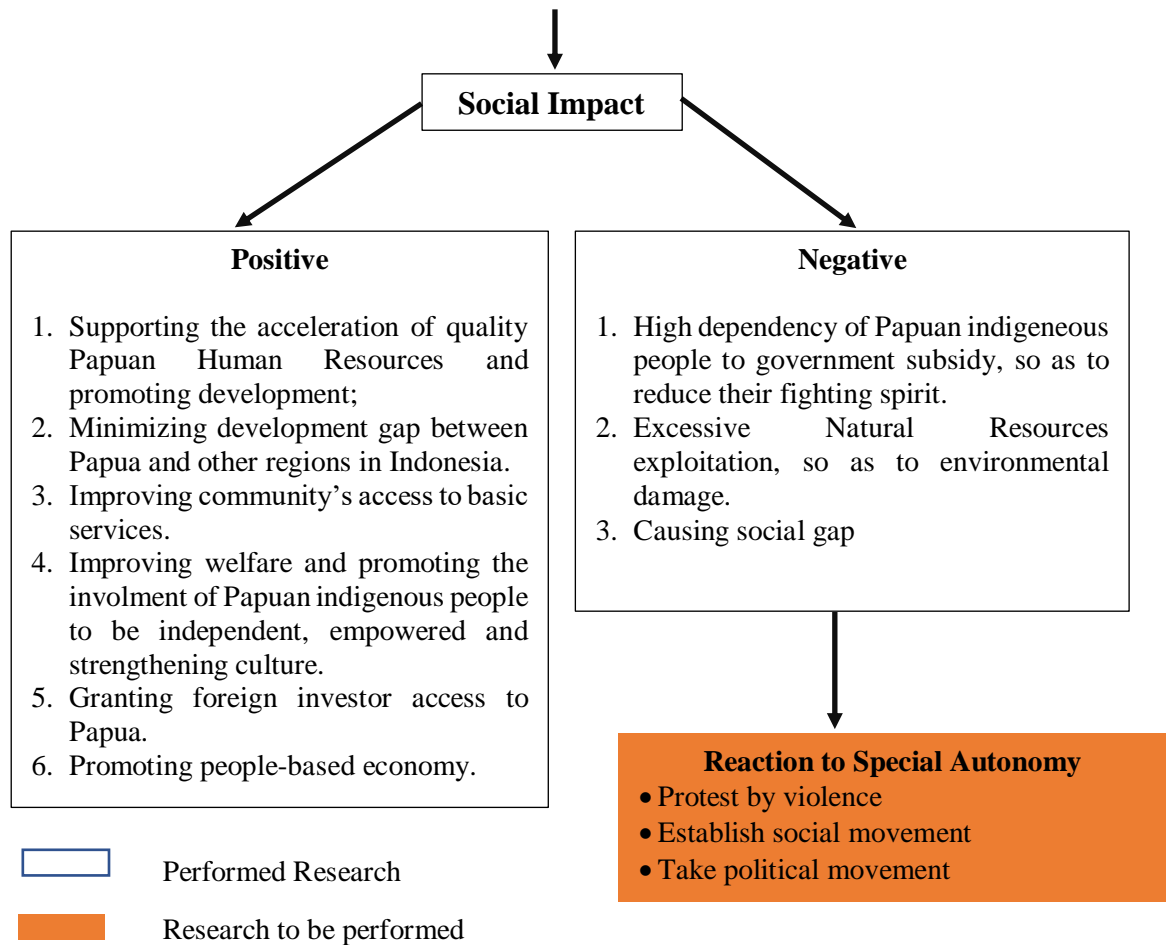 Social Impact
Positive
1. Supporting the acceleration of quality
Papuan Human Resources and
promoting development;
2. Minimizing development gap between
Papua and other regions in Indonesia.
3. Improving community’s access to basic
services.
4. Improving welfare and promoting the
involment of Papuan indigenous people
to be independent, empowered and
strengthening culture.
5. Granting foreign investor access to
Papua.
6. Promoting people-based economy.
Negative
1. High dependency of Papuan indigeneous
people to government subsidy, so as to
reduce their fighting spirit.
2. Excessive Natural Resources
exploitation, so as to environmental
damage.
3. Causing social gap
Reaction to Special Autonomy
• Protest by violence
• Establish social movement
• Take political movement
Performed Research
Research to be performed